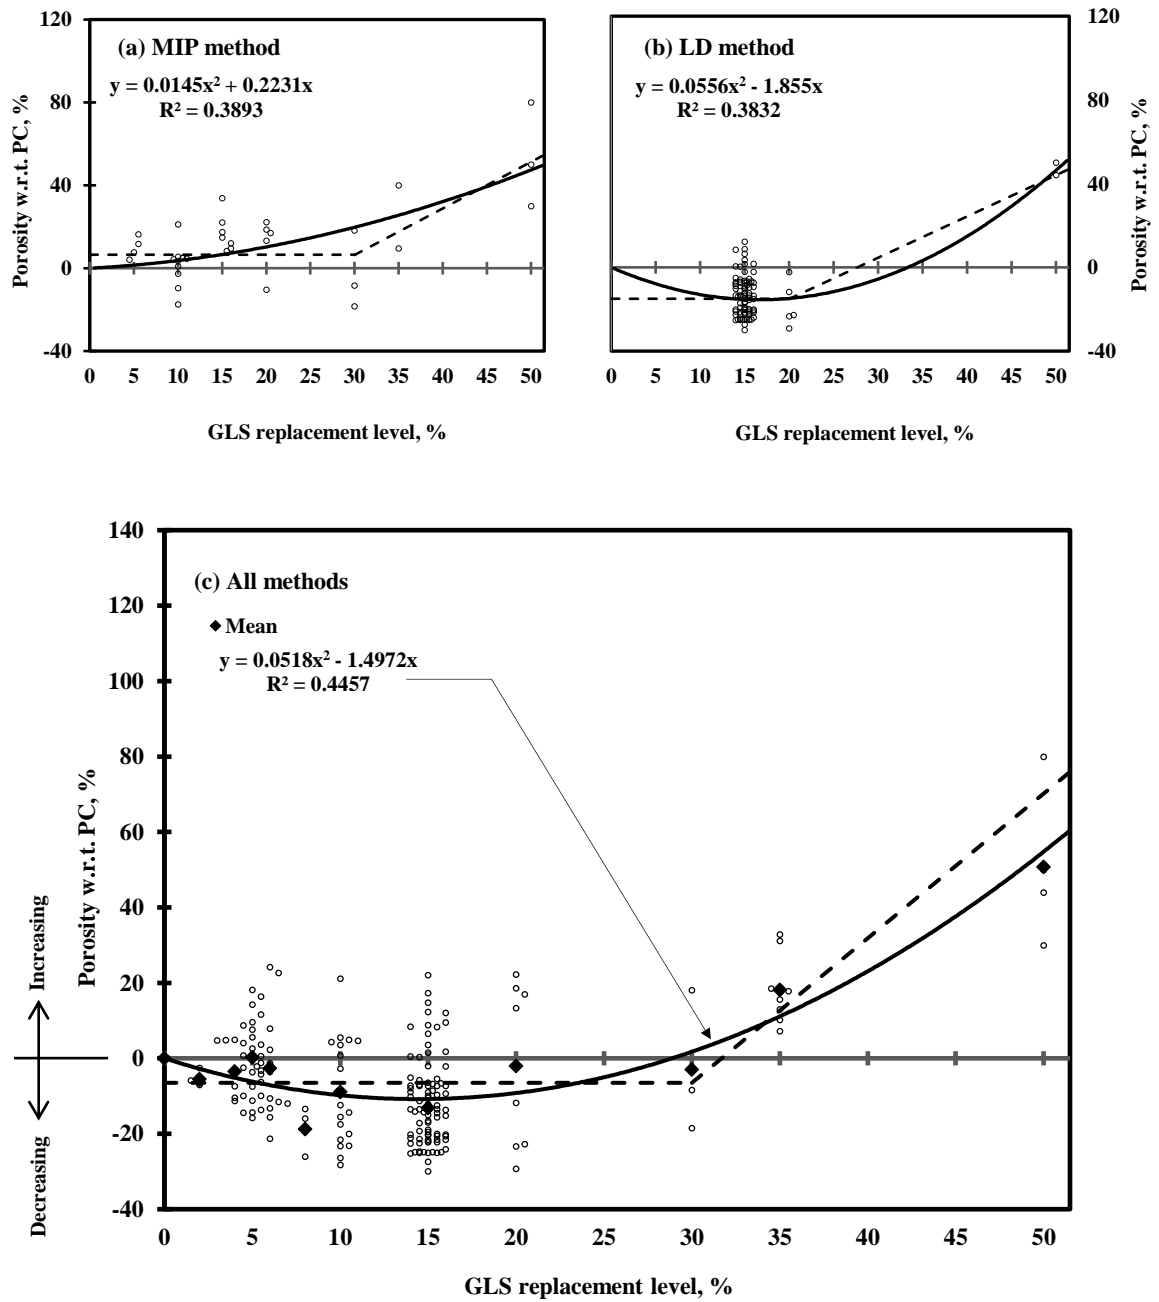 (a) MIP method
y = 0.0145x² + 0.2231x
R² = 0.3893
Porosity w.r.t. PC, %
120
80
40
0
-40
0 5 10 15 20 25 30 35 40 45 50
GLS replacement level, %
(b) LD method
y = 0.0556x² - 1.855x
R² = 0.3832
120
80
40
0
-40
Porosity w.r.t. PC, %
0 5 10 15 20 25 30 35 40 45 50
GLS replacement level, %
(c) All methods
Mean
y = 0.0518x² - 1.4972x
R² = 0.4457
140
120
100
80
60
40
20
0
-20
-40
Porosity w.r.t. PC, %
Increasing
Decreasing
0 5 10 15 20 25 30 35 40 45 50
GLS replacement level, %